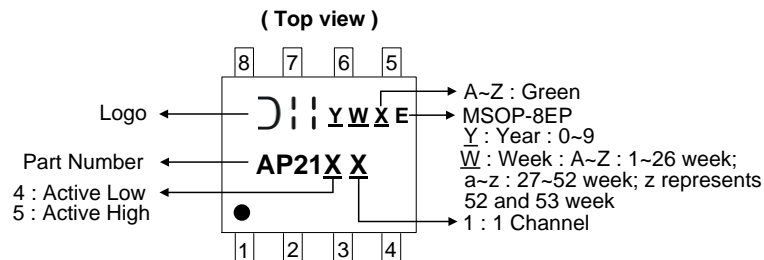 ( Top view )
8 7 6 5
Logo
Y W X E
A~Z : Green
MSOP-8EP
Y : Year : 0~9
W : Week : A~Z : 1~26 week;
a~z : 27~52 week; z represents
52 and 53 week
Part Number
AP21X X
4 : Active Low
5 : Active High
1 : 1 Channel
1 2 3 4